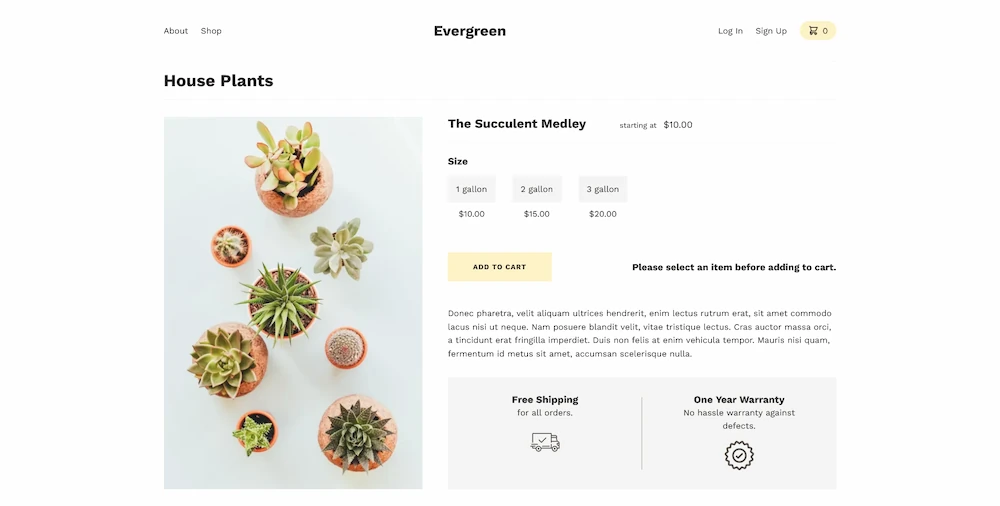 About Shop Evergreen Log In Sign Up 0
House Plants
The Succulent Medley starting at $10.00
Size
1 gallon 2 gallon 3 gallon
$10.00 $15.00 $20.00
ADD TO CART Please select an item before adding to cart.
Donec pharetra, velit aliquam ultrices hendrerit, enim lectus rutrum erat, sit amet commodo
lacus nisi ut neque. Nam posuere blandit velit, vitae tristique lectus. Cras auctor massa orci,
a tincidunt erat fringilla imperdiet. Duis non felis at enim vehicula tempor. Mauris nisi quam,
fermentum id metus sit amet, accumsan scelerisque nulla.
Free Shipping
for all orders.
One Year Warranty
No hassle warranty against
defects.